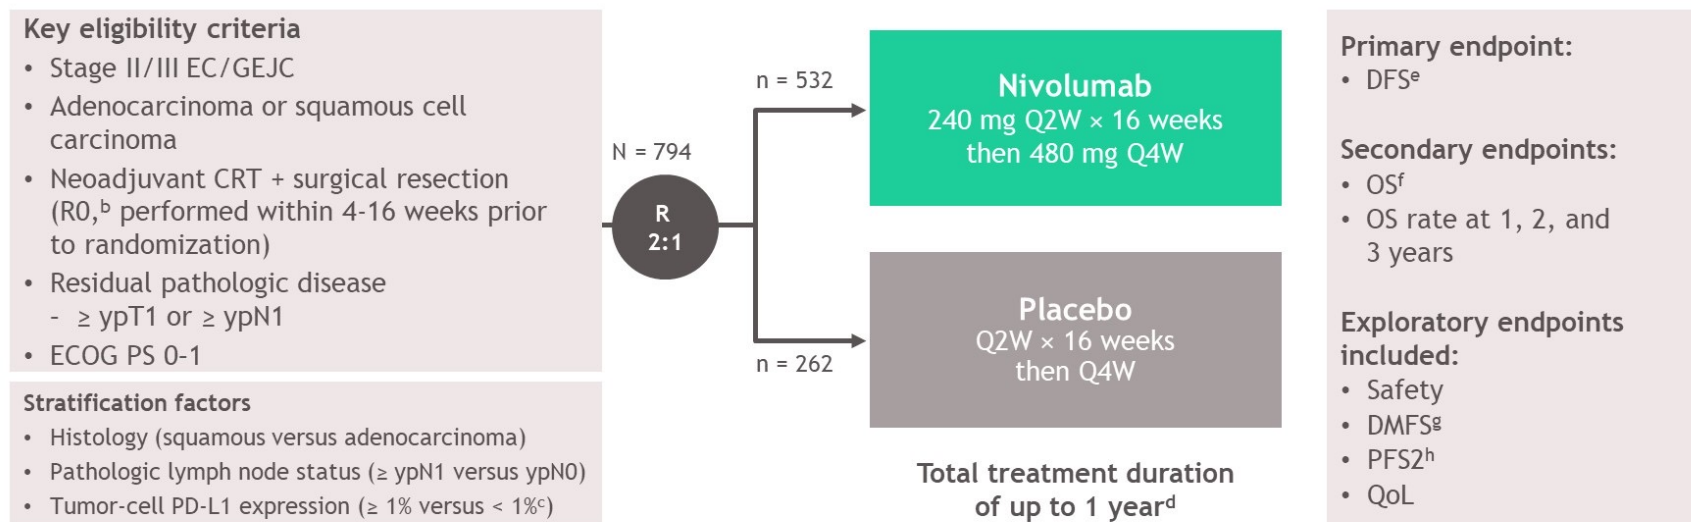 Key eligibility criteria
• Stage II/III EC/GEJC
• Adenocarcinoma or squamous cell
carcinoma
• Neoadjuvant CRT + surgical resection
(R0,ᵇ performed within 4-16 weeks prior
to randomization)
• Residual pathologic disease
– ≥ ypT1 or ≥ ypN1
• ECOG PS 0–1
Stratification factors
• Histology (squamous versus adenocarcinoma)
• Pathologic lymph node status (≥ ypN1 versus ypN0)
• Tumor-cell PD-L1 expression (≥ 1% versus < 1%ᶜ)
N = 794
R
2:1
n = 532
n = 262
Nivolumab
240 mg Q2W × 16 weeks
then 480 mg Q4W
Placebo
Q2W × 16 weeks
then Q4W
Total treatment duration
of up to 1 yearᵈ
Primary endpoint:
• DFSᵉ
Secondary endpoints:
• OSᶠ
• OS rate at 1, 2, and
3 years
Exploratory endpoints
included:
• Safety
• DMFSᵍ
• PFS2ʰ
• QoL